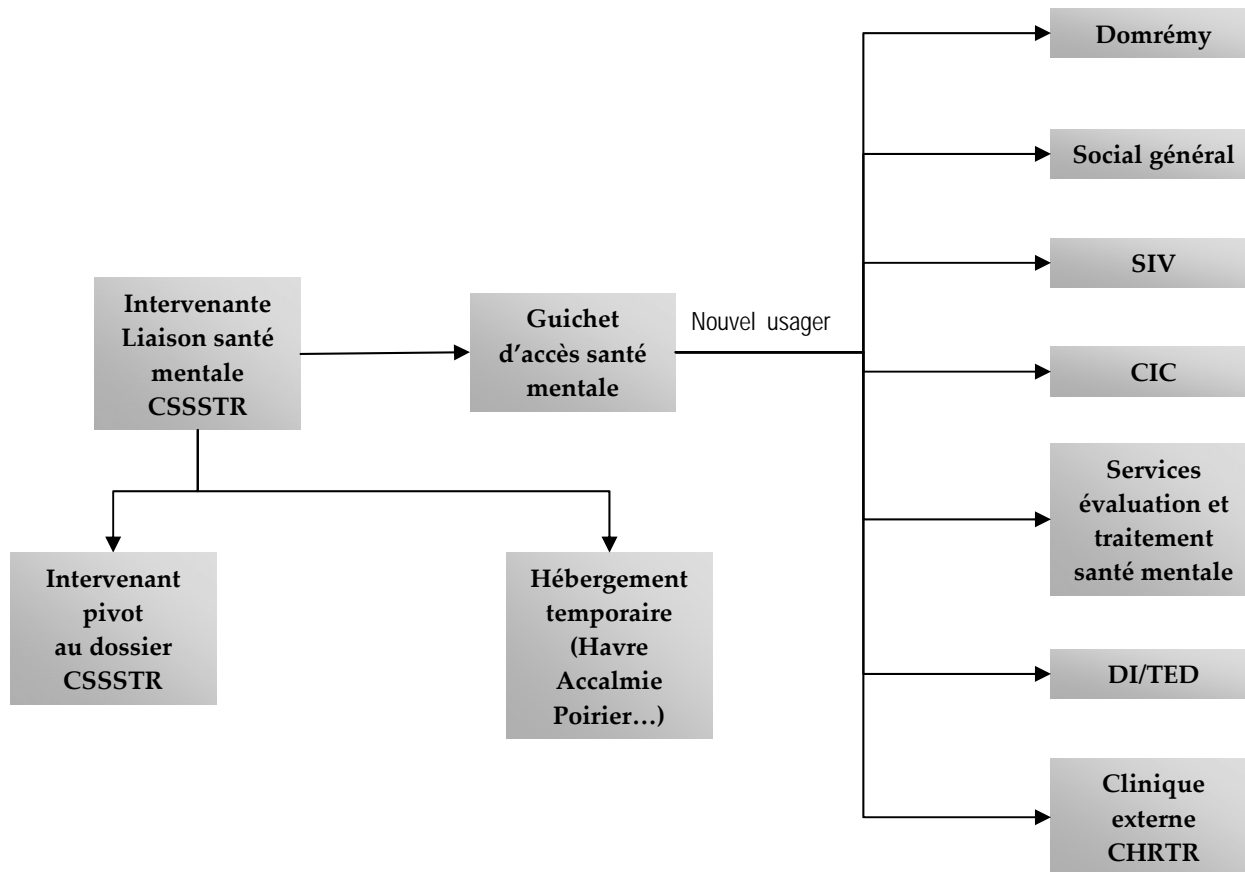 Domrémy
Social général
SIV
Intervenante
Liaison santé
mentale
CSSSTR
Guichet
d’accès santé
mentale
Nouvel usager
CIC
Services
évaluation et
traitement
santé mentale
Intervenant
pivot
au dossier
CSSSTR
Hébergement
temporaire
(Havre
Accalmie
Poirier…)
DI/TED
Clinique
externe
CHRTR